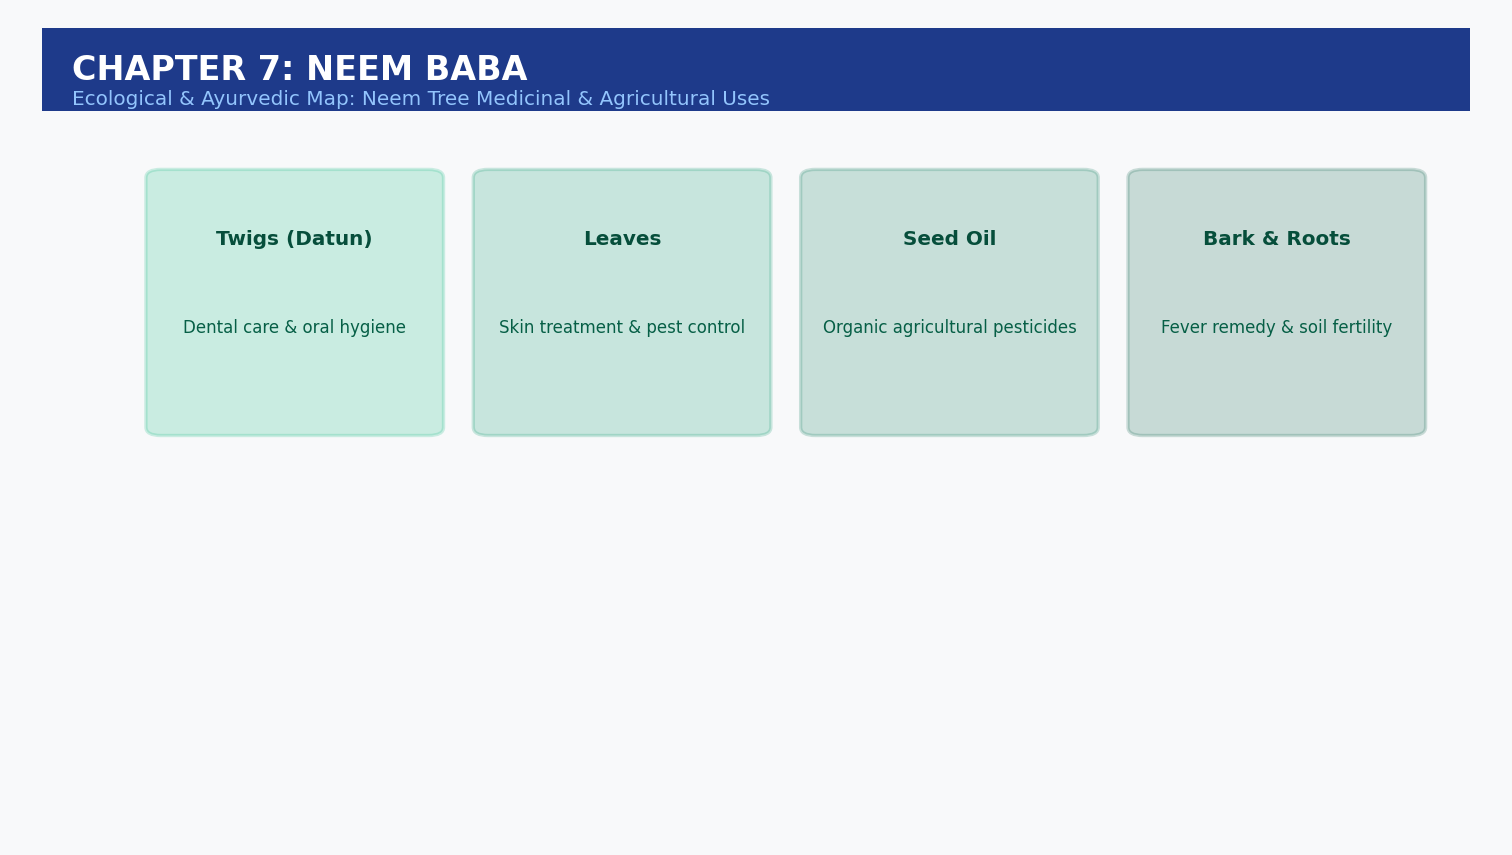 CHAPTER 7: NEEM BABA
Ecological & Ayurvedic Map: Neem Tree Medicinal & Agricultural Uses
Twigs (Datun)
Dental care & oral hygiene
Leaves
Skin treatment & pest control
Seed Oil
Organic agricultural pesticides
Bark & Roots
Fever remedy & soil fertility